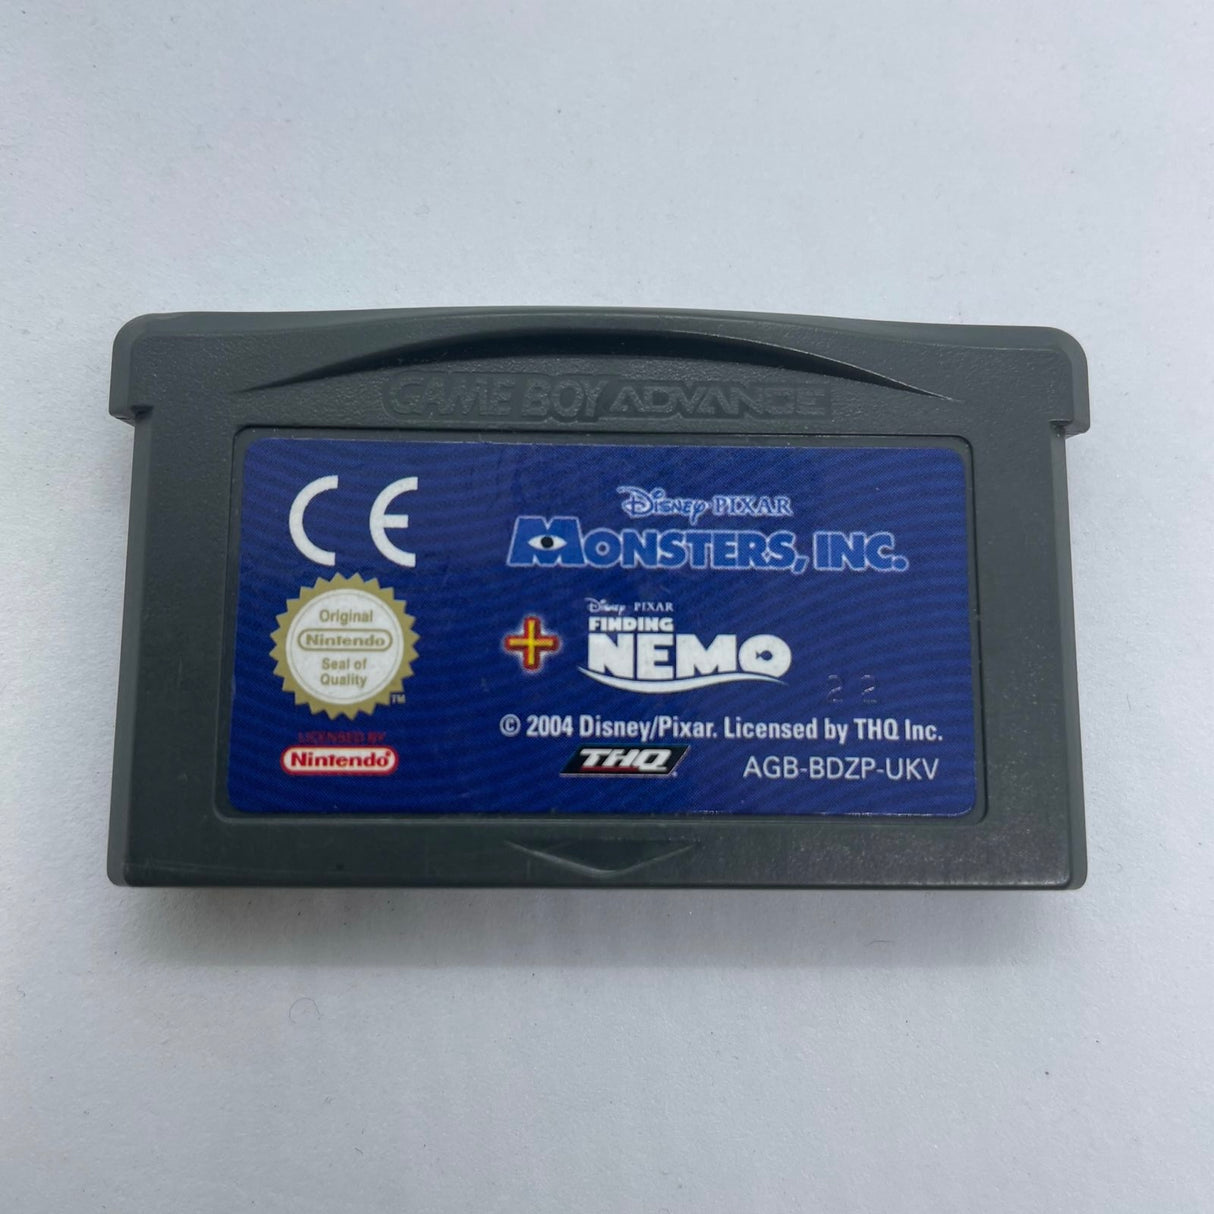 GAME BOY ADVANCE
CE
Disney·PIXAR
MONSTERS, INC.
Original
Nintendo
Seal of
Quality
TM
+
Disney PIXAR
FINDING
NEMO
22
© 2004 Disney/Pixar. Licensed by THQ Inc.
LICENSED BY
Nintendo®
THQ®
AGB-BDZP-UKV